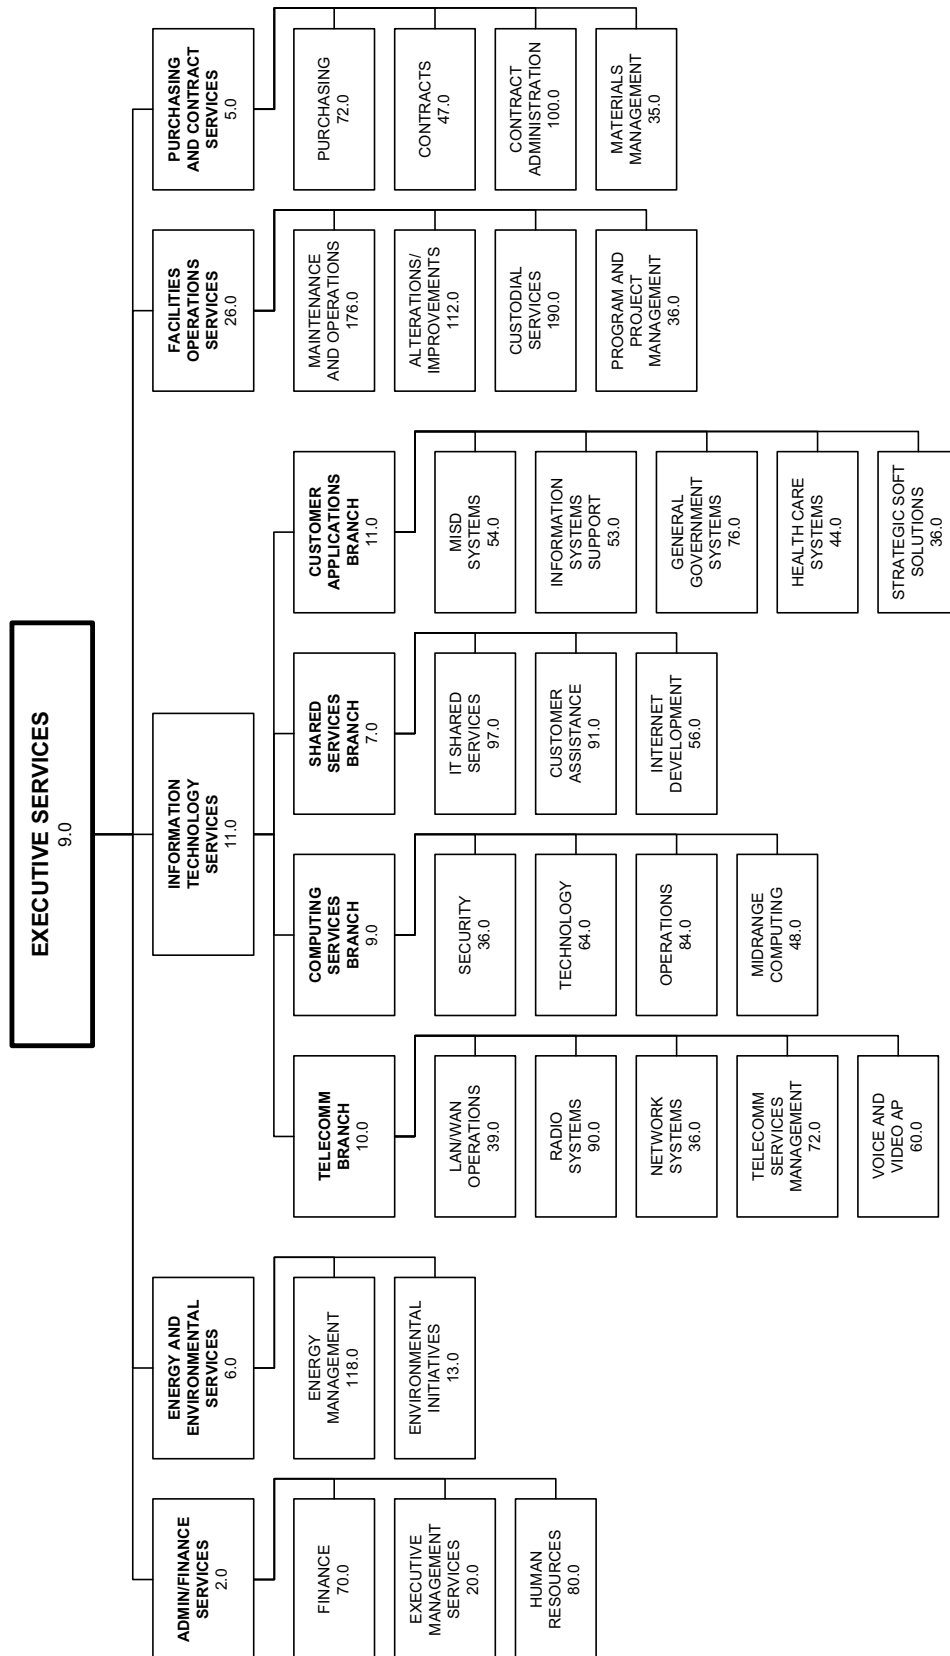 EXECUTIVE SERVICES
9.0
ADMIN/FINANCE
SERVICES
2.0
FINANCE
70.0
EXECUTIVE
MANAGEMENT
SERVICES
20.0
HUMAN
RESOURCES
80.0
ENERGY AND
ENVIRONMENTAL
SERVICES
6.0
ENERGY
MANAGEMENT
118.0
ENVIRONMENTAL
INITIATIVES
13.0
INFORMATION
TECHNOLOGY
SERVICES
11.0
TELECOMM
BRANCH
10.0
LAN/WAN
OPERATIONS
39.0
RADIO
SYSTEMS
90.0
NETWORK
SYSTEMS
36.0
TELECOMM
SERVICES
MANAGEMENT
72.0
VOICE AND
VIDEO AP
60.0
COMPUTING
SERVICES
BRANCH
9.0
SECURITY
36.0
TECHNOLOGY
64.0
OPERATIONS
84.0
MIDRANGE
COMPUTING
48.0
SHARED
SERVICES
BRANCH
7.0
IT SHARED
SERVICES
97.0
CUSTOMER
ASSISTANCE
91.0
INTERNET
DEVELOPMENT
56.0
CUSTOMER
APPLICATIONS
BRANCH
11.0
MISD
SYSTEMS
54.0
INFORMATION
SYSTEMS
SUPPORT
53.0
GENERAL
GOVERNMENT
SYSTEMS
76.0
HEALTH CARE
SYSTEMS
44.0
STRATEGIC SOFT
SOLUTIONS
36.0
FACILITIES
OPERATIONS
SERVICES
26.0
MAINTENANCE
AND OPERATIONS
176.0
ALTERATIONS/
IMPROVEMENTS
112.0
CUSTODIAL
SERVICES
190.0
PROGRAM AND
PROJECT
MANAGEMENT
36.0
PURCHASING
AND CONTRACT
SERVICES
5.0
PURCHASING
72.0
CONTRACTS
47.0
CONTRACT
ADMINISTRATION
100.0
MATERIALS
MANAGEMENT
35.0